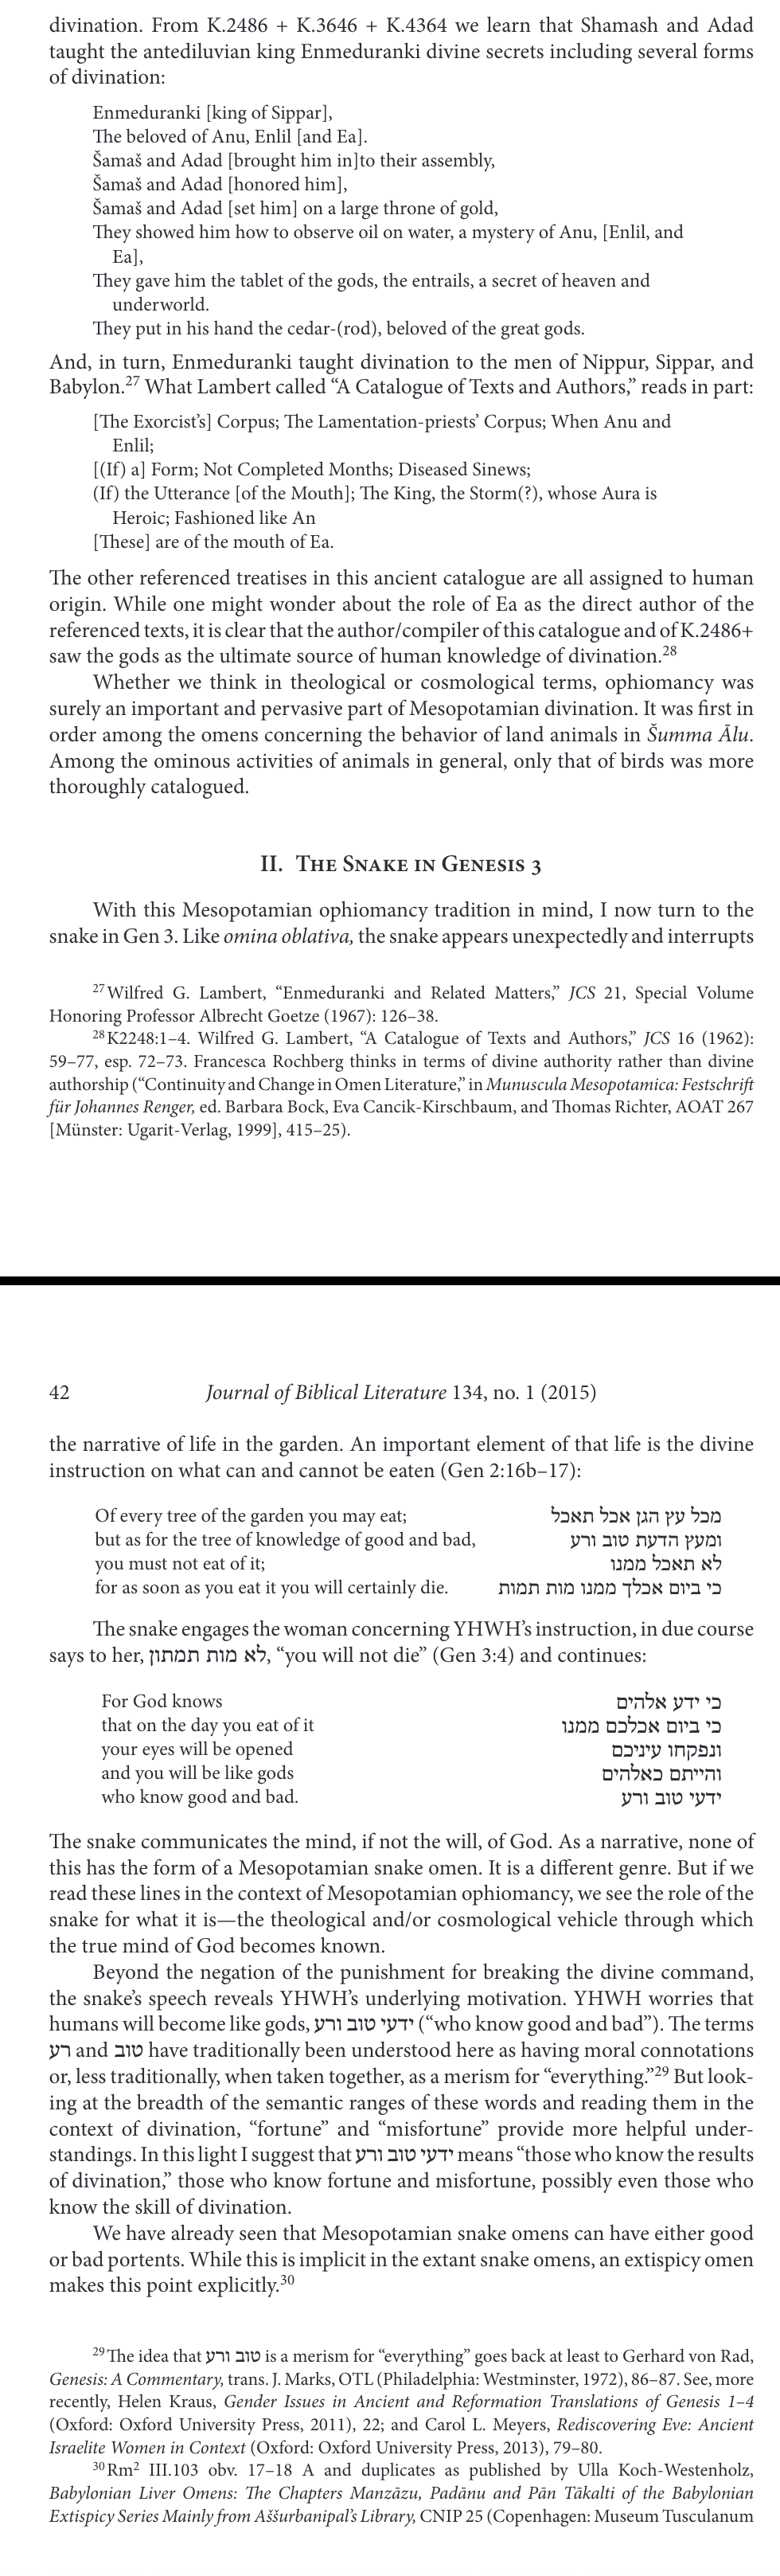 divination. From K.2486 + K.3646 + K.4364 we learn that Shamash and Adad
taught the antediluvian king Enmeduranki divine secrets including several forms
of divination:
Enmeduranki [king of Sippar],
The beloved of Anu, Enlil [and Ea].
Šamaš and Adad [brought him in]to their assembly,
Šamaš and Adad [honored him],
Šamaš and Adad [set him] on a large throne of gold,
They showed him how to observe oil on water, a mystery of Anu, [Enlil, and
Ea],
They gave him the tablet of the gods, the entrails, a secret of heaven and
underworld.
They put in his hand the cedar-(rod), beloved of the great gods.
And, in turn, Enmeduranki taught divination to the men of Nippur, Sippar, and
Babylon.27 What Lambert called “A Catalogue of Texts and Authors,” reads in part:
[The Exorcist’s] Corpus; The Lamentation-priests’ Corpus; When Anu and
Enlil;
[(If) a] Form; Not Completed Months; Diseased Sinews;
(If) the Utterance [of the Mouth]; The King, the Storm(?), whose Aura is
Heroic; Fashioned like An
[These] are of the mouth of Ea.
The other referenced treatises in this ancient catalogue are all assigned to human
origin. While one might wonder about the role of Ea as the direct author of the
referenced texts, it is clear that the author/compiler of this catalogue and of K.2486+
saw the gods as the ultimate source of human knowledge of divination.28
Whether we think in theological or cosmological terms, ophiomancy was
surely an important and pervasive part of Mesopotamian divination. It was first in
order among the omens concerning the behavior of land animals in Šumma Ālu.
Among the ominous activities of animals in general, only that of birds was more
thoroughly catalogued.
II. The Snake in Genesis 3
With this Mesopotamian ophiomancy tradition in mind, I now turn to the
snake in Gen 3. Like omina oblativa, the snake appears unexpectedly and interrupts
27 Wilfred G. Lambert, “Enmeduranki and Related Matters,” JCS 21, Special Volume
Honoring Professor Albrecht Goetze (1967): 126–38.
28 K2248:1–4. Wilfred G. Lambert, “A Catalogue of Texts and Authors,” JCS 16 (1962):
59–77, esp. 72–73. Francesca Rochberg thinks in terms of divine authority rather than divine
authorship (“Continuity and Change in Omen Literature,” in Munuscula Mesopotamica: Festschrift
für Johannes Renger, ed. Barbara Bock, Eva Cancik-Kirschbaum, and Thomas Richter, AOAT 267
[Münster: Ugarit-Verlag, 1999], 415–25).
42 Journal of Biblical Literature 134, no. 1 (2015)
the narrative of life in the garden. An important element of that life is the divine
instruction on what can and cannot be eaten (Gen 2:16b–17):
Of every tree of the garden you may eat; מכל עץ הגן אכל תאכל
but as for the tree of knowledge of good and bad, ומעץ הדעת טוב ורע
you must not eat of it; לא תאכל ממנו
for as soon as you eat it you will certainly die. כי ביום אכלך ממנו מות תמות
The snake engages the woman concerning YHWH’s instruction, in due course
says to her, לא מות תמתון, “you will not die” (Gen 3:4) and continues:
For God knows כי ידע אלהים
that on the day you eat of it כי ביום אכלכם ממנו
your eyes will be opened ונפקחו עיניכם
and you will be like gods והייתם כאלהים
who know good and bad. ידעי טוב ורע
The snake communicates the mind, if not the will, of God. As a narrative, none of
this has the form of a Mesopotamian snake omen. It is a different genre. But if we
read these lines in the context of Mesopotamian ophiomancy, we see the role of the
snake for what it is—the theological and/or cosmological vehicle through which
the true mind of God becomes known.
Beyond the negation of the punishment for breaking the divine command,
the snake’s speech reveals YHWH’s underlying motivation. YHWH worries that
humans will become like gods, ידעי טוב ורע (“who know good and bad”). The terms
רע and טוב have traditionally been understood here as having moral connotations
or, less traditionally, when taken together, as a merism for “everything.”29 But look-
ing at the breadth of the semantic ranges of these words and reading them in the
context of divination, “fortune” and “misfortune” provide more helpful under-
standings. In this light I suggest that ידעי טוב ורע means “those who know the results
of divination,” those who know fortune and misfortune, possibly even those who
know the skill of divination.
We have already seen that Mesopotamian snake omens can have either good
or bad portents. While this is implicit in the extant snake omens, an extispicy omen
makes this point explicitly.30
29 The idea that טוב ורע is a merism for “everything” goes back at least to Gerhard von Rad,
Genesis: A Commentary, trans. J. Marks, OTL (Philadelphia: Westminster, 1972), 86–87. See, more
recently, Helen Kraus, Gender Issues in Ancient and Reformation Translations of Genesis 1–4
(Oxford: Oxford University Press, 2011), 22; and Carol L. Meyers, Rediscovering Eve: Ancient
Israelite Women in Context (Oxford: Oxford University Press, 2013), 79–80.
30 Rm2 III.103 obv. 17–18 A and duplicates as published by Ulla Koch-Westenholz,
Babylonian Liver Omens: The Chapters Manzāzu, Padānu and Pān Tākalti of the Babylonian
Extispicy Series Mainly from Aššurbanipal’s Library, CNIP 25 (Copenhagen: Museum Tusculanum